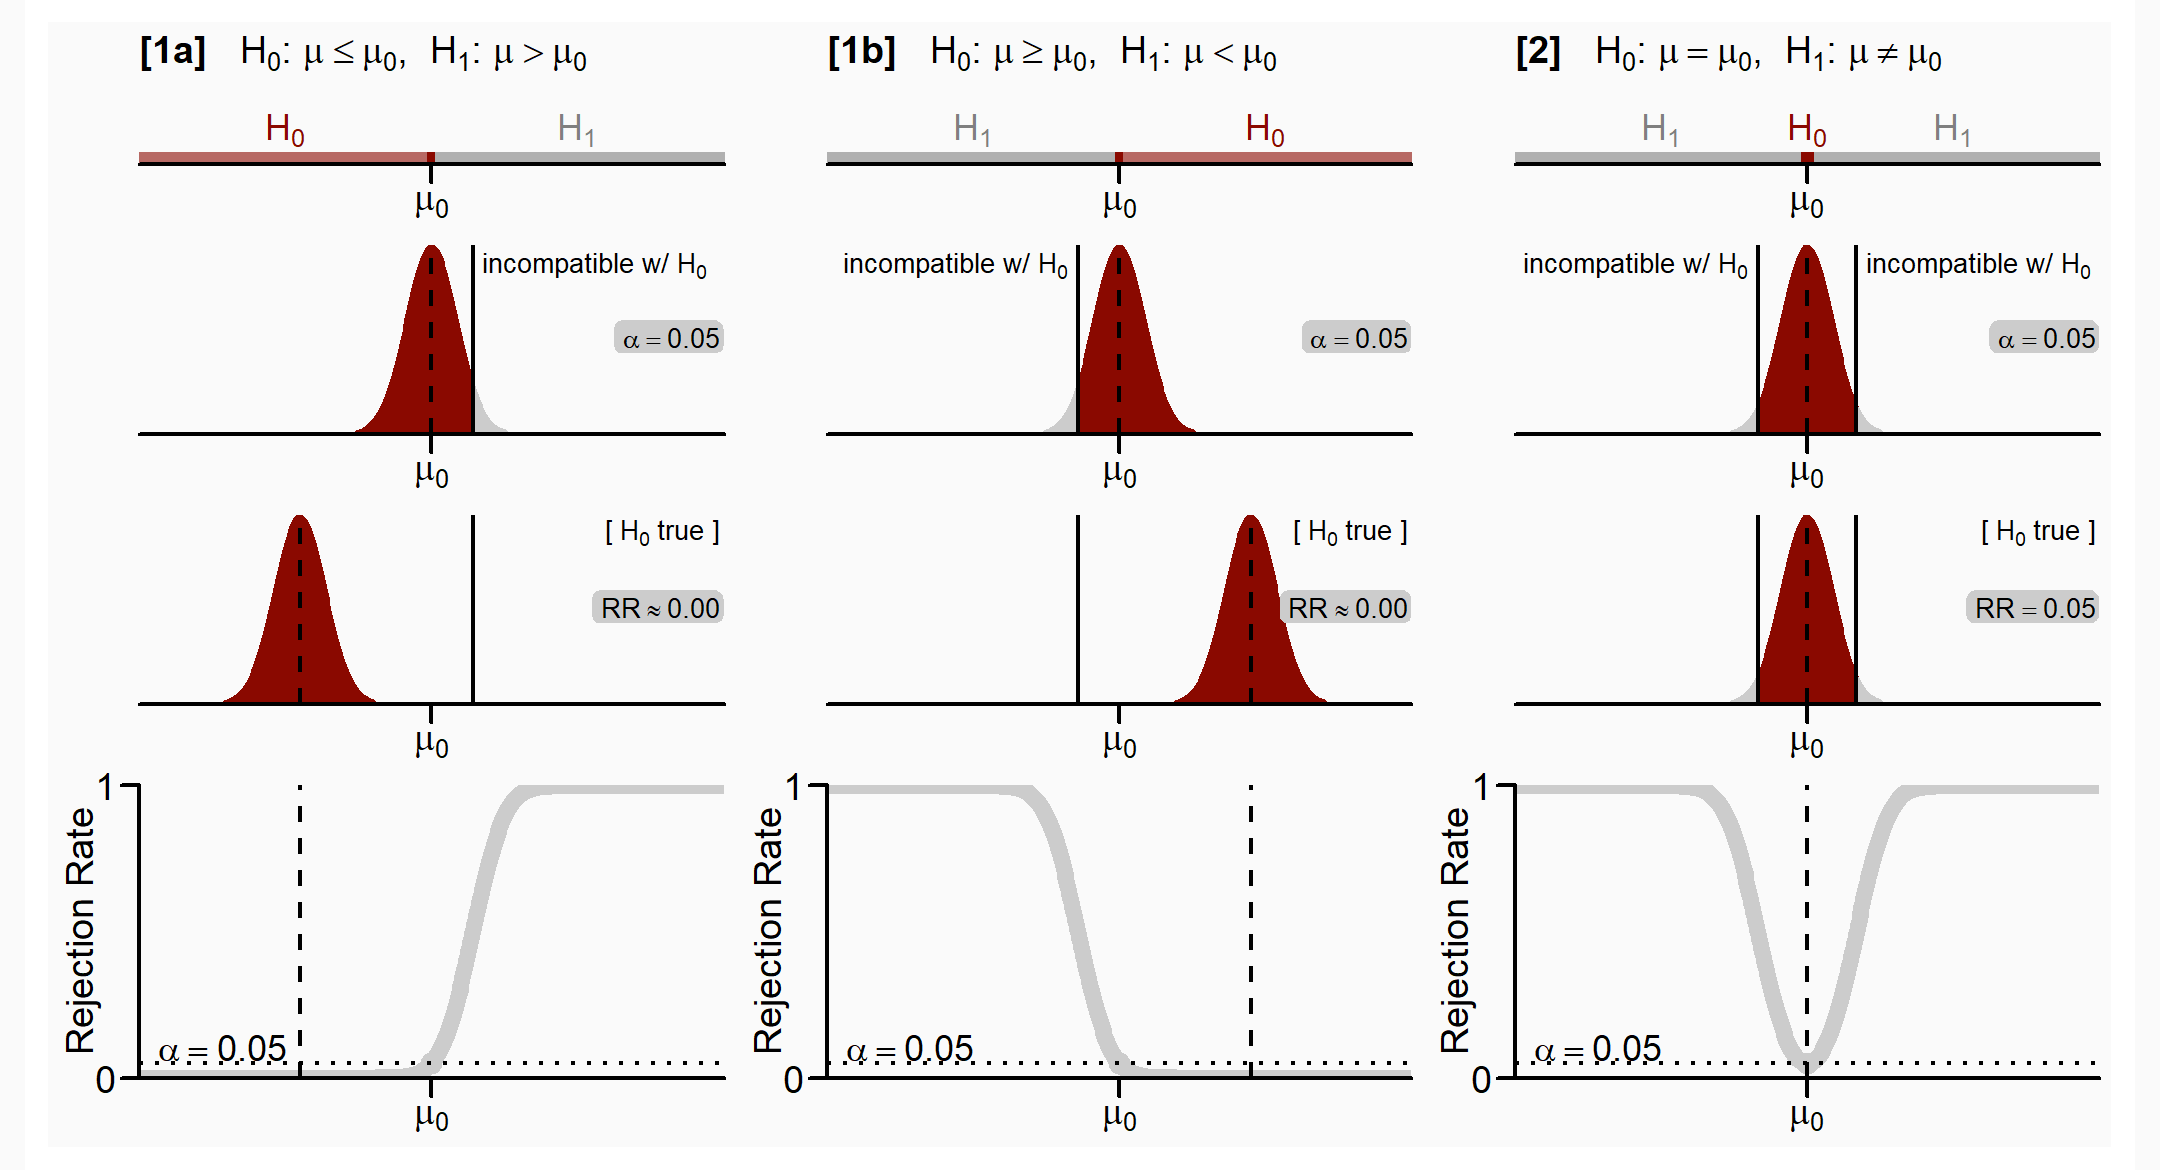 [1a] H₀: μ ≤ μ₀, H₁: μ > μ₀
H₀ H₁
μ₀
incompatible w/ H₀
α = 0.05
μ₀
[ H₀ true ]
RR ≈ 0.00
μ₀
1
Rejection Rate
α = 0.05
0
μ₀
[1b] H₀: μ ≥ μ₀, H₁: μ < μ₀
H₁ H₀
μ₀
incompatible w/ H₀
α = 0.05
μ₀
[ H₀ true ]
RR ≈ 0.00
μ₀
1
Rejection Rate
α = 0.05
0
μ₀
[2] H₀: μ = μ₀, H₁: μ ≠ μ₀
H₁ H₀ H₁
μ₀
incompatible w/ H₀ incompatible w/ H₀
α = 0.05
μ₀
[ H₀ true ]
RR = 0.05
μ₀
1
Rejection Rate
α = 0.05
0
μ₀